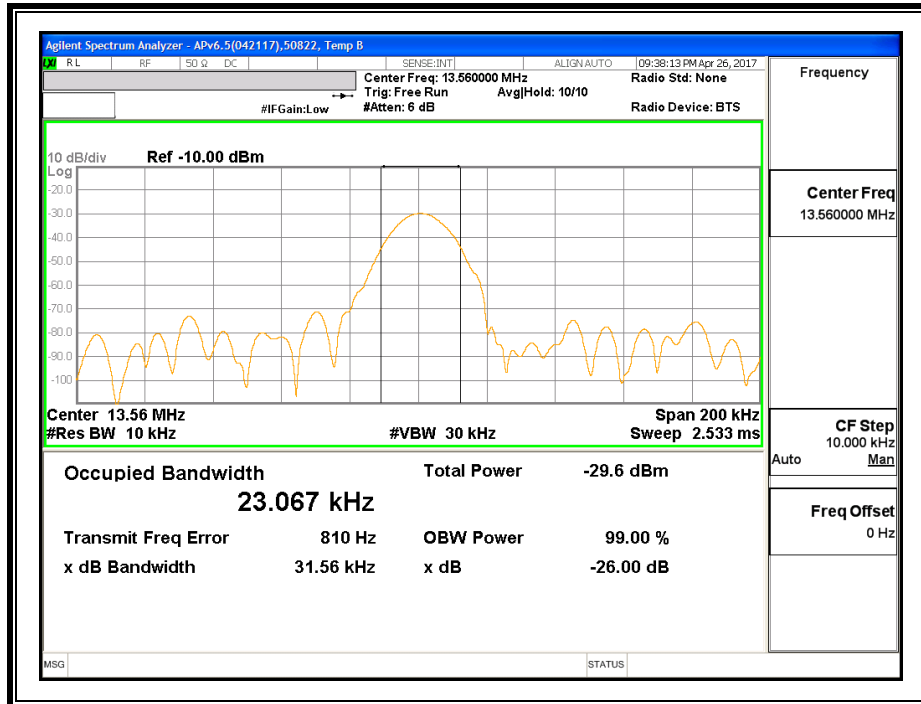 Agilent Spectrum Analyzer - APv6.5(042117),50822, Temp B
LXI RL RF 50 Ω DC SENSE:INT ALIGN AUTO 09:38:13 PM Apr 26, 2017
Center Freq: 13.560000 MHz Radio Std: None
Trig: Free Run Avg|Hold: 10/10
#IFGain:Low #Atten: 6 dB Radio Device: BTS
10 dB/div Ref -10.00 dBm
Log
-20.0
-30.0
-40.0
-50.0
-60.0
-70.0
-80.0
-90.0
-100
Center 13.56 MHz Span 200 kHz
#Res BW 10 kHz #VBW 30 kHz Sweep 2.533 ms
Occupied Bandwidth Total Power -29.6 dBm
23.067 kHz
Transmit Freq Error 810 Hz OBW Power 99.00 %
x dB Bandwidth 31.56 kHz x dB -26.00 dB
MSG STATUS
Frequency
Center Freq
13.560000 MHz
CF Step
10.000 kHz
Auto Man
Freq Offset
0 Hz